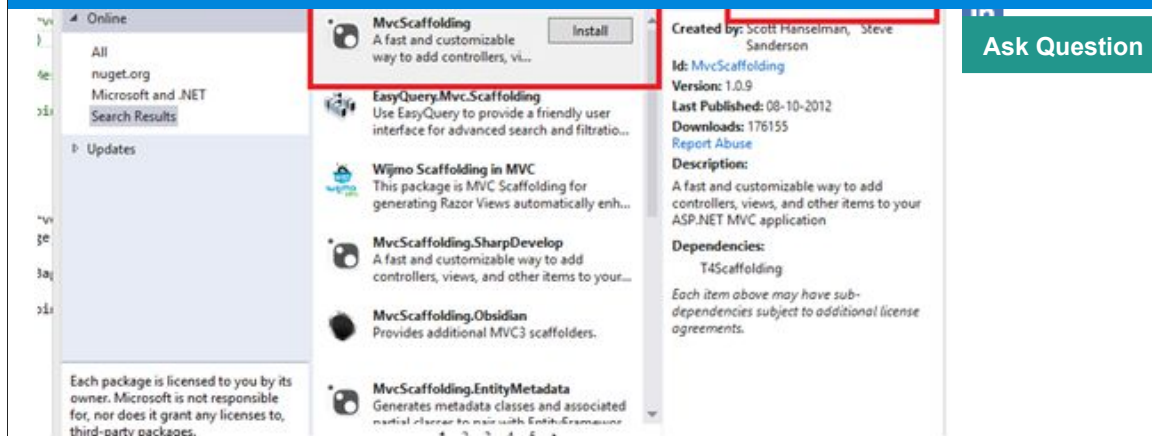 Online
All
nuget.org
Microsoft and .NET
Search Results
Updates
Each package is licensed to you by its
owner. Microsoft is not responsible
for, nor does it grant any licenses to,
third-party packages.
MvcScaffolding
A fast and customizable
way to add controllers, vi...
Install
EasyQuery.Mvc.Scaffolding
Use EasyQuery to provide a friendly user
interface for advanced search and filtratio...
Wijmo Scaffolding in MVC
This package is MVC Scaffolding for
generating Razor Views automatically enh...
MvcScaffolding.SharpDevelop
A fast and customizable way to add
controllers, views, and other items to your...
MvcScaffolding.Obsidian
Provides additional MVC3 scaffolders.
MvcScaffolding.EntityMetadata
Generates metadata classes and associated
partial classes to pair with EntityFramewor...
Created by: Scott Hanselman, Steve
Sanderson
Id: MvcScaffolding
Version: 1.0.9
Last Published: 08-10-2012
Downloads: 176155
Report Abuse
Description:
A fast and customizable way to add
controllers, views, and other items to your
ASP.NET MVC application
Dependencies:
T4Scaffolding
Each item above may have sub-
dependencies subject to additional license
agreements.
in
Ask Question